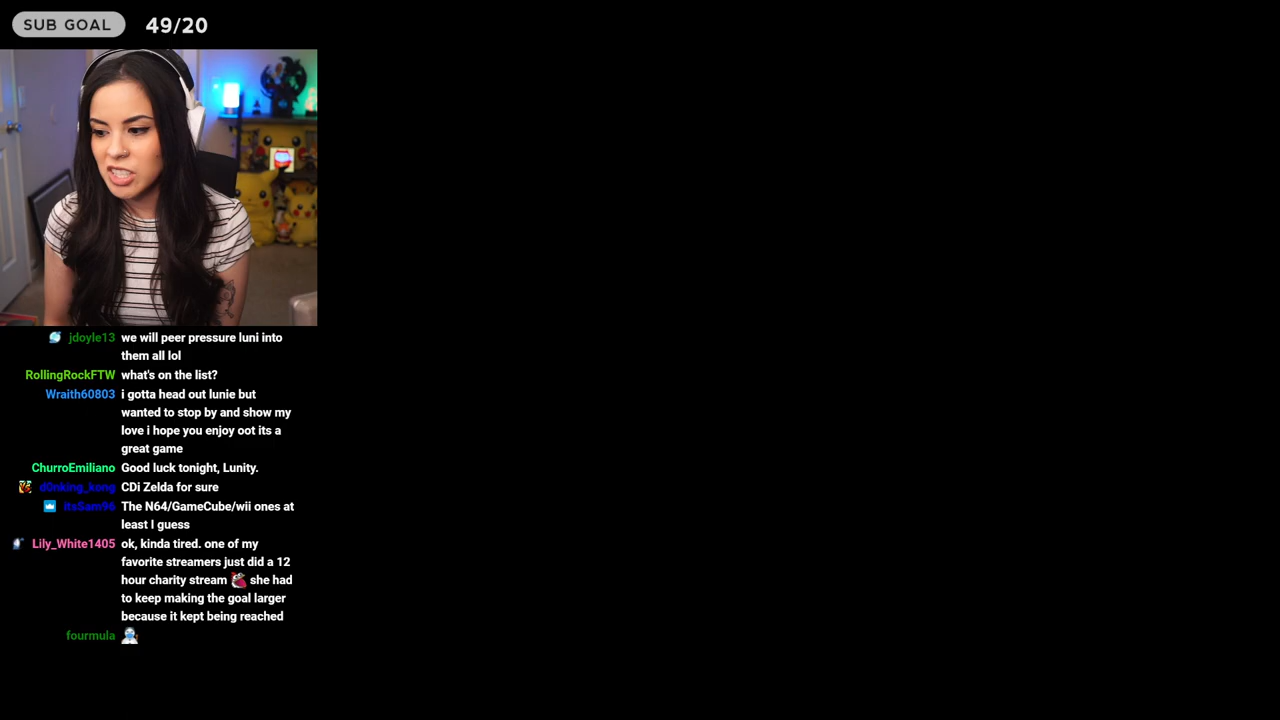 SUB GOAL 49/20
jdoyle13 we will peer pressure luni into
them all lol
RollingRockFTW what's on the list?
Wraith60803 i gotta head out lunie but
wanted to stop by and show my
love i hope you enjoy oot its a
great game
ChurroEmiliano Good luck tonight, Lunity.
d0nking_kong CDi Zelda for sure
itsSam96 The N64/GameCube/wii ones at
least I guess
Lily_White1405 ok, kinda tired. one of my
favorite streamers just did a 12
hour charity stream she had
to keep making the goal larger
because it kept being reached
fourmula